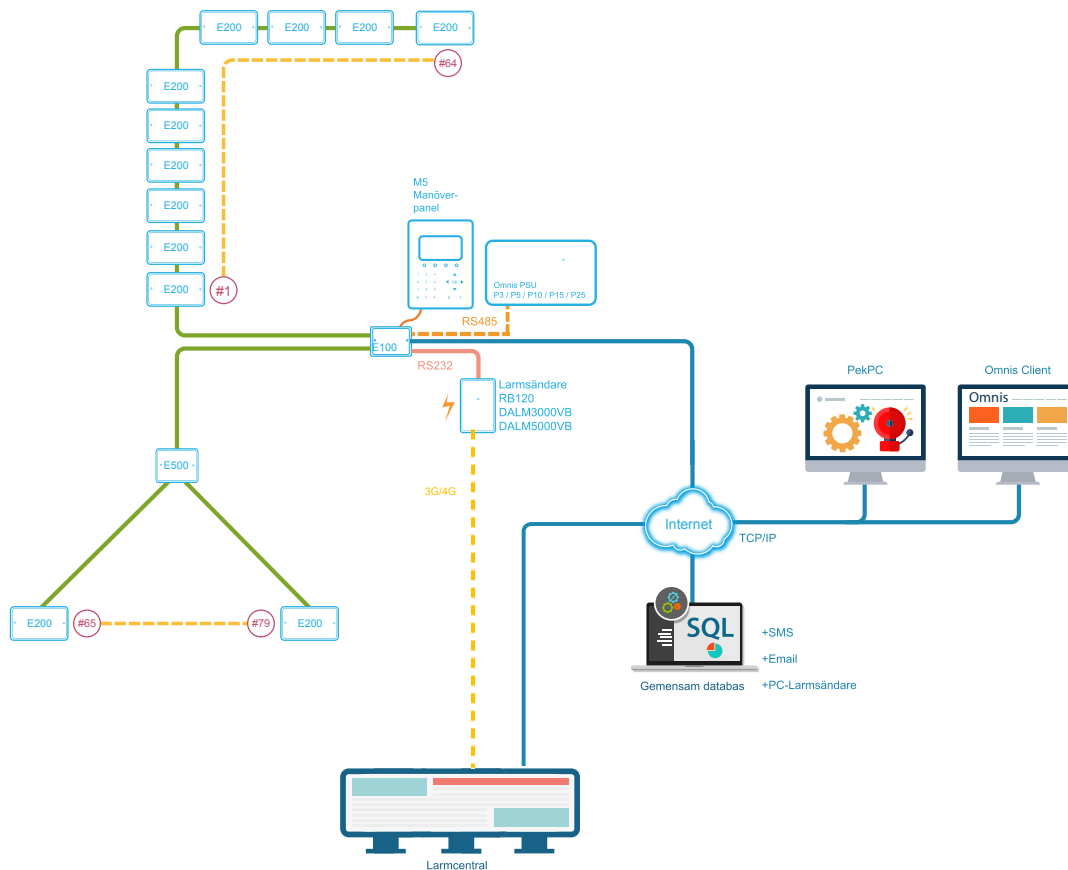 E200
E200
E200
E200
#64
E200
E200
E200
E200
E200
E200
#1
M5
Manöver-
panel
Omnis PSU
P3 / P5 / P10 / P15 / P25
RS485
E100
RS232
Larmsändare
RB120
DALM3000VB
DALM5000VB
PekPC
Omnis Client
Omnis
E500
3G/4G
Internet
TCP/IP
E200
#65
#79
E200
SQL
+SMS
+Email
+PC-Larmsändare
Gemensam databas
Larmcentral